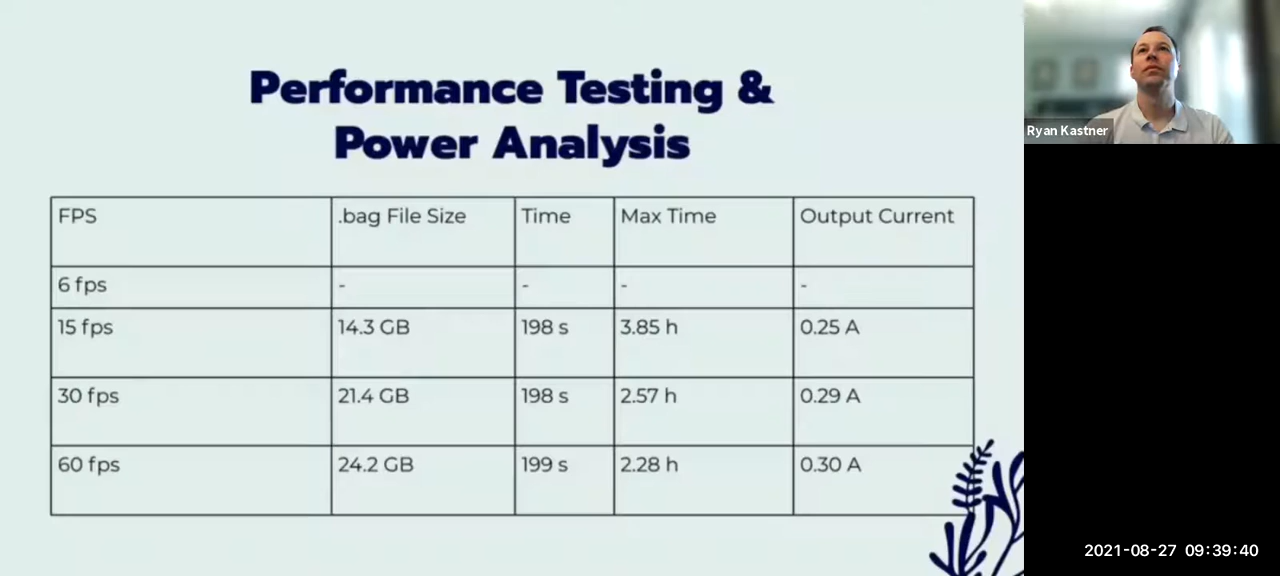 Performance Testing &
Power Analysis
FPS .bag File Size Time Max Time Output Current
6 fps - - - -
15 fps 14.3 GB 198 s 3.85 h 0.25 A
30 fps 21.4 GB 198 s 2.57 h 0.29 A
60 fps 24.2 GB 199 s 2.28 h 0.30 A
Ryan Kastner
2021-08-27 09:39:40